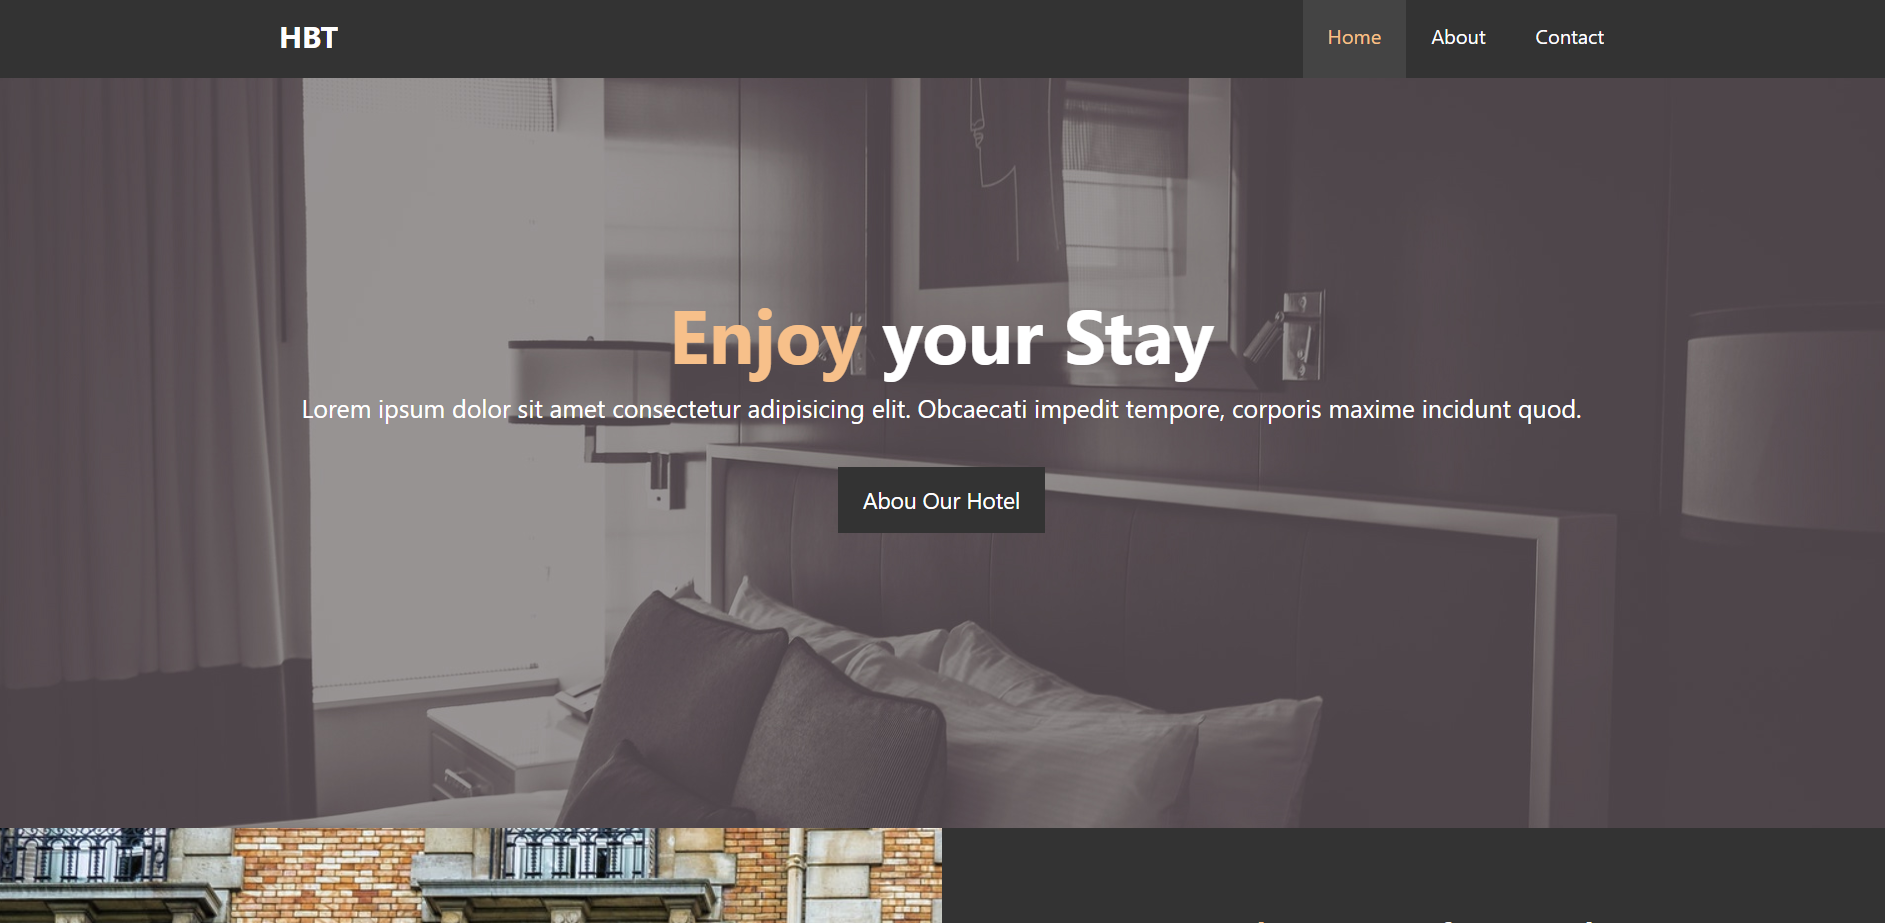 HBT
Home About Contact
Enjoy your Stay
Lorem ipsum dolor sit amet consectetur adipisicing elit. Obcaecati impedit tempore, corporis maxime incidunt quod.
Abou Our Hotel